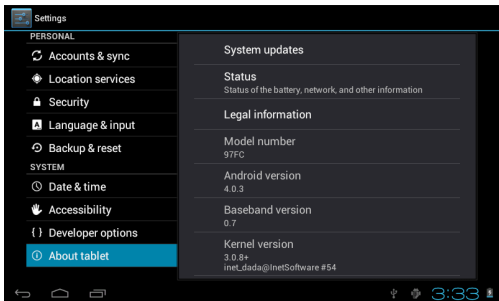 Settings
PERSONAL
Accounts & sync
Location services
Security
Language & input
Backup & reset
SYSTEM
Date & time
Accessibility
Developer options
About tablet
System updates
Status
Status of the battery, network, and other information
Legal information
Model number
97FC
Android version
4.0.3
Baseband version
0.7
Kernel version
3.0.8+
inet_dada@InetSoftware #54
3:33